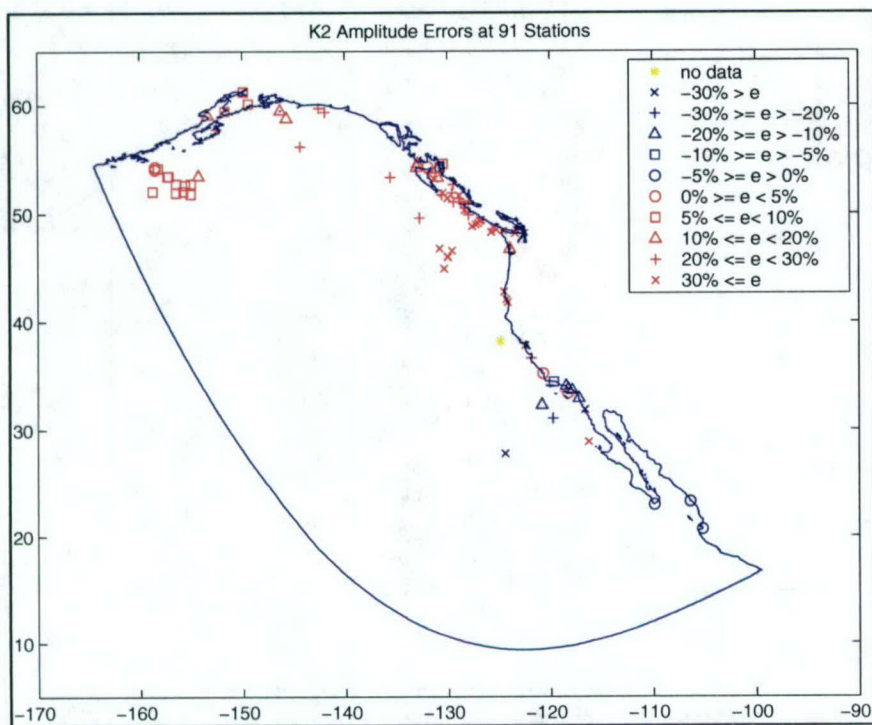 K2 Amplitude Errors at 91 Stations
no data
−30% > e
−30% >= e > −20%
−20% >= e > −10%
−10% >= e > −5%
−5% >= e > 0%
0% >= e < 5%
5% <= e< 10%
10% <= e < 20%
20% <= e < 30%
30% <= e
60
50
40
30
20
10
−170 −160 −150 −140 −130 −120 −110 −100 −90